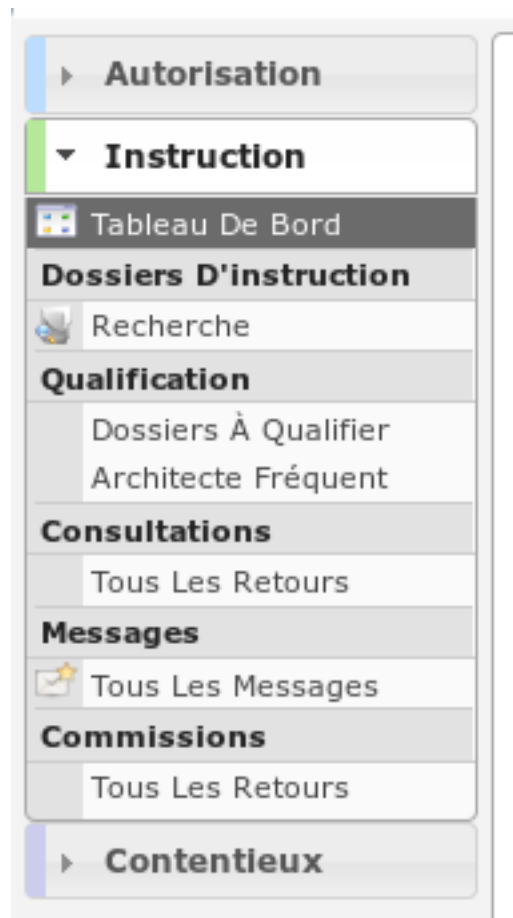 Autorisation
Instruction
Tableau De Bord
Dossiers D'instruction
Recherche
Qualification
Dossiers À Qualifier
Architecte Fréquent
Consultations
Tous Les Retours
Messages
Tous Les Messages
Commissions
Tous Les Retours
Contentieux